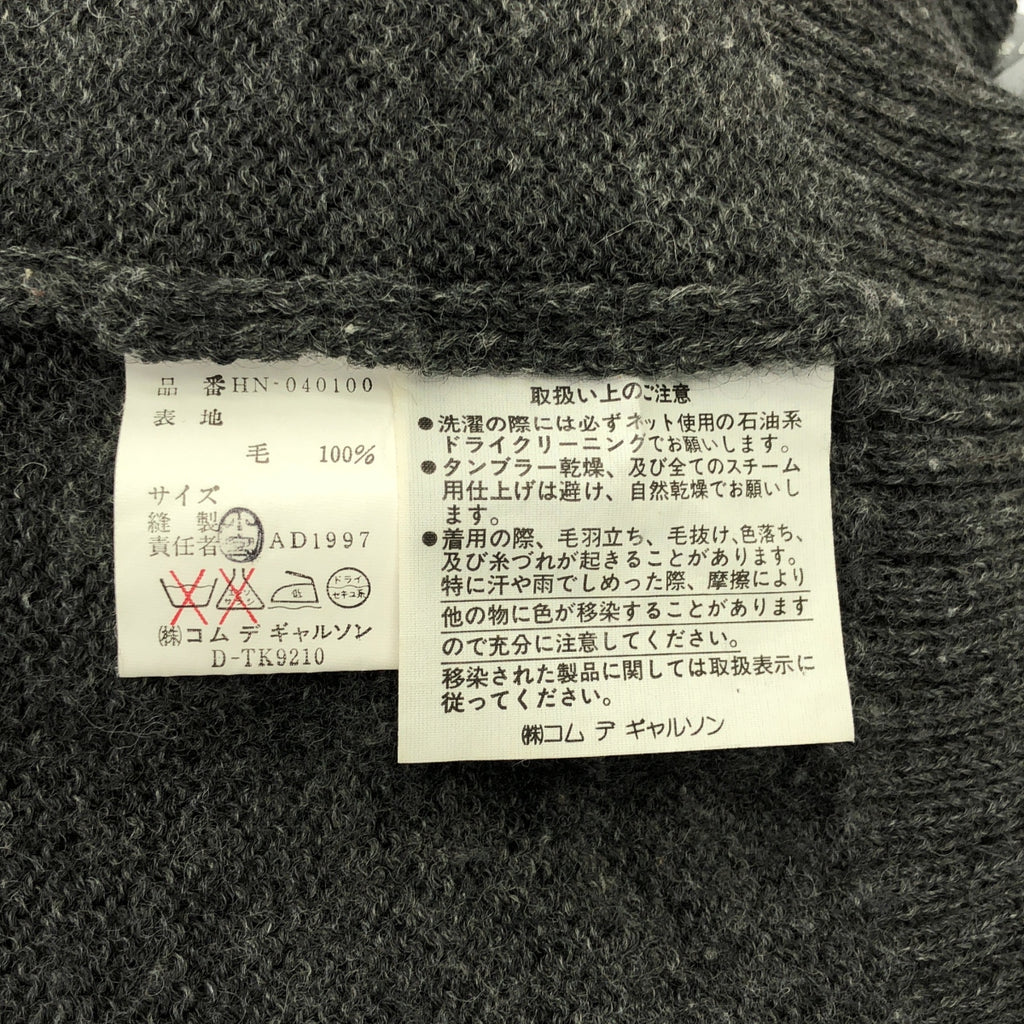 品 番 HN-040100
表 地
毛 100%
サイズ
縫 製
責任者 AD1997
ドライ
セキユ系
㈱コム デ ギャルソン
D-TK9210
取扱い上のご注意
●洗濯の際には必ずネット使用の石油系
ドライクリーニングでお願いします。
●タンブラー乾燥、及び全てのスチーム
用仕上げは避け、自然乾燥でお願いし
ます。
●着用の際、毛羽立ち、毛抜け、色落ち、
及び糸づれが起きることがあります。
特に汗や雨でしめった際、摩擦により
他の物に色が移染することがあります
ので充分に注意してください。
移染された製品に関しては取扱表示に
従ってください。
㈱コム デ ギャルソン